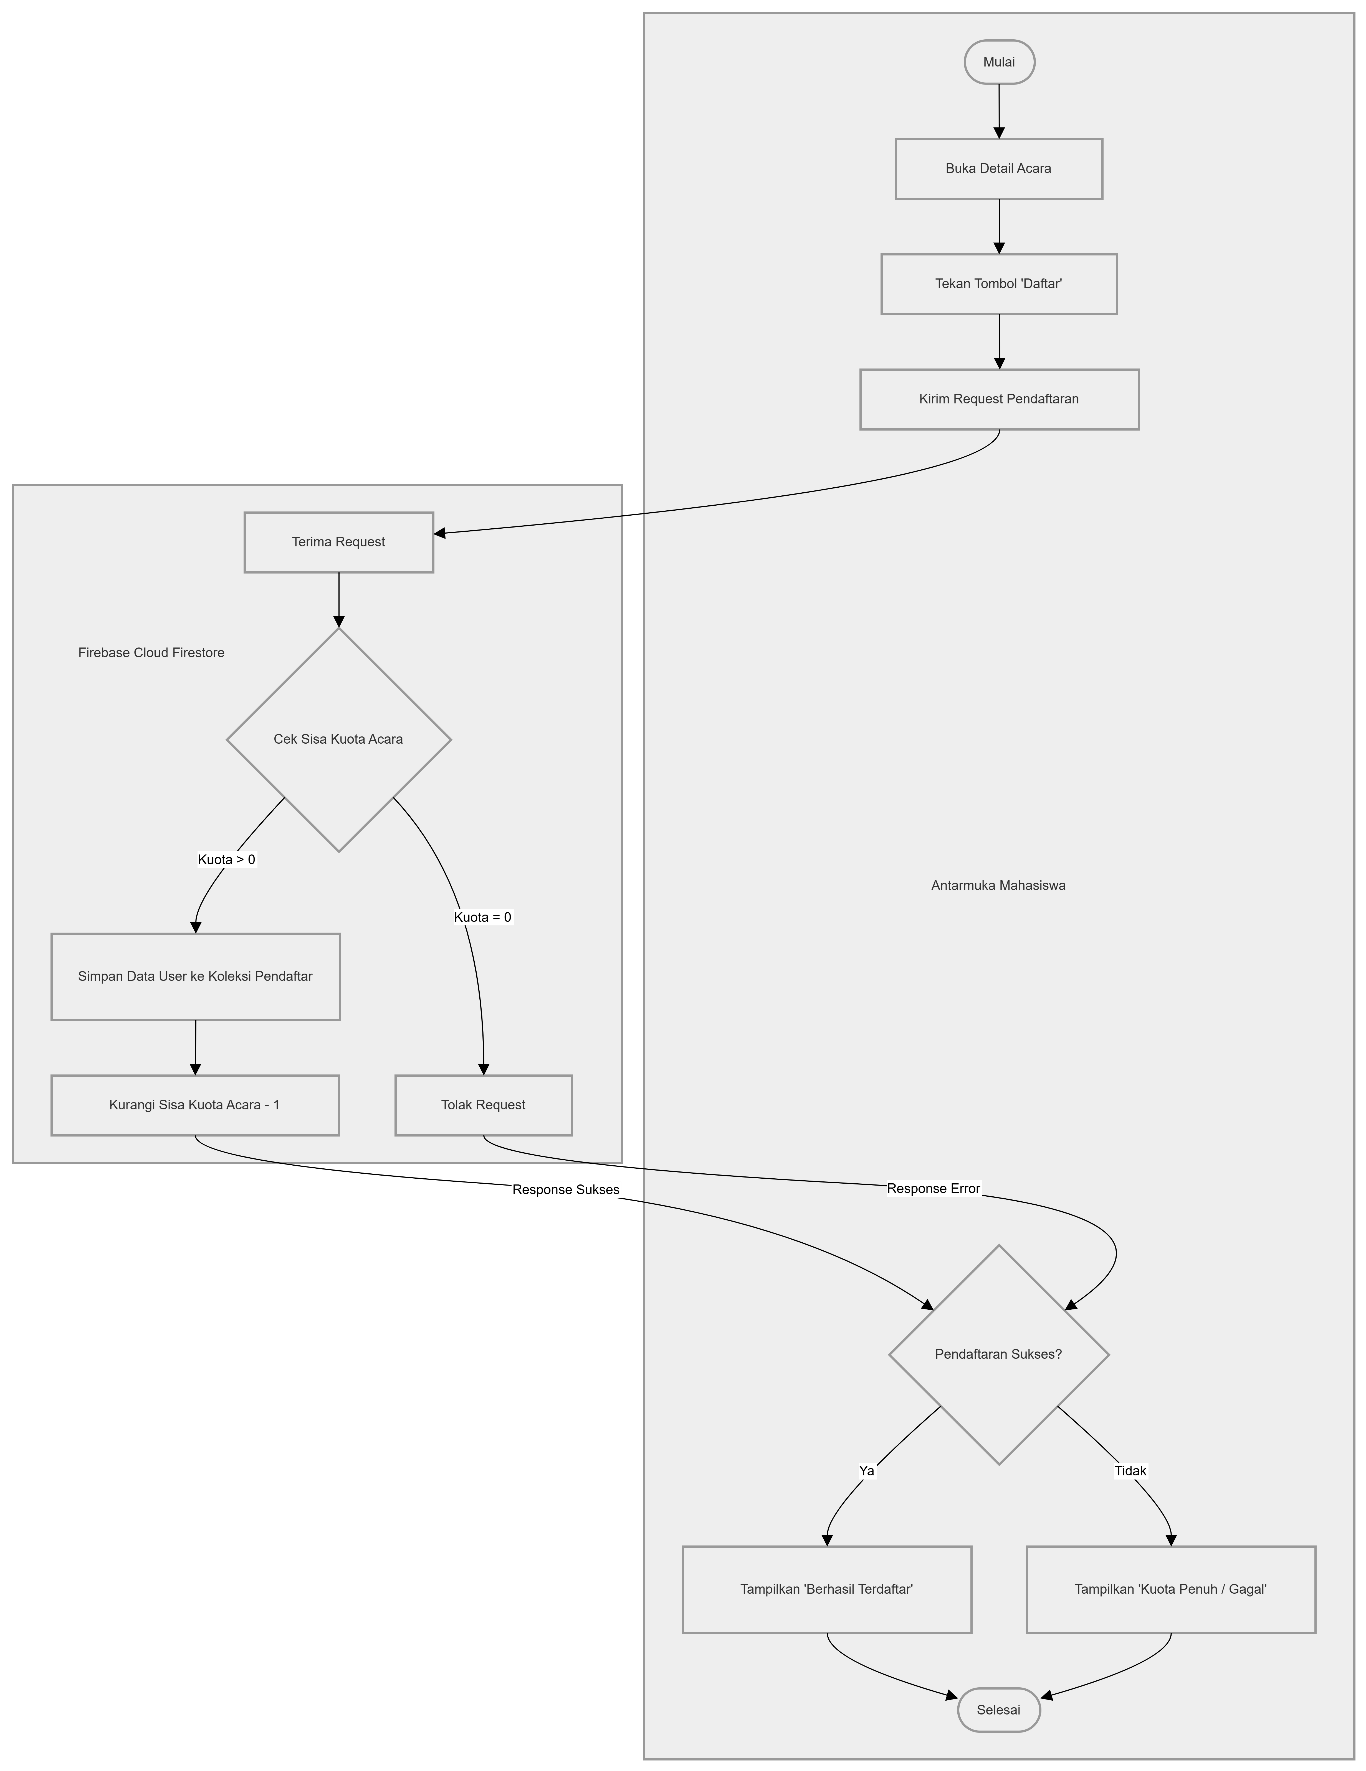 Mulai
Buka Detail Acara
Tekan Tombol 'Daftar'
Kirim Request Pendaftaran
Terima Request
Firebase Cloud Firestore
Cek Sisa Kuota Acara
Kuota > 0
Kuota = 0
Simpan Data User ke Koleksi Pendaftar
Kurangi Sisa Kuota Acara - 1
Tolak Request
Antarmuka Mahasiswa
Response Sukses
Response Error
Pendaftaran Sukses?
Ya
Tidak
Tampilkan 'Berhasil Terdaftar'
Tampilkan 'Kuota Penuh / Gagal'
Selesai